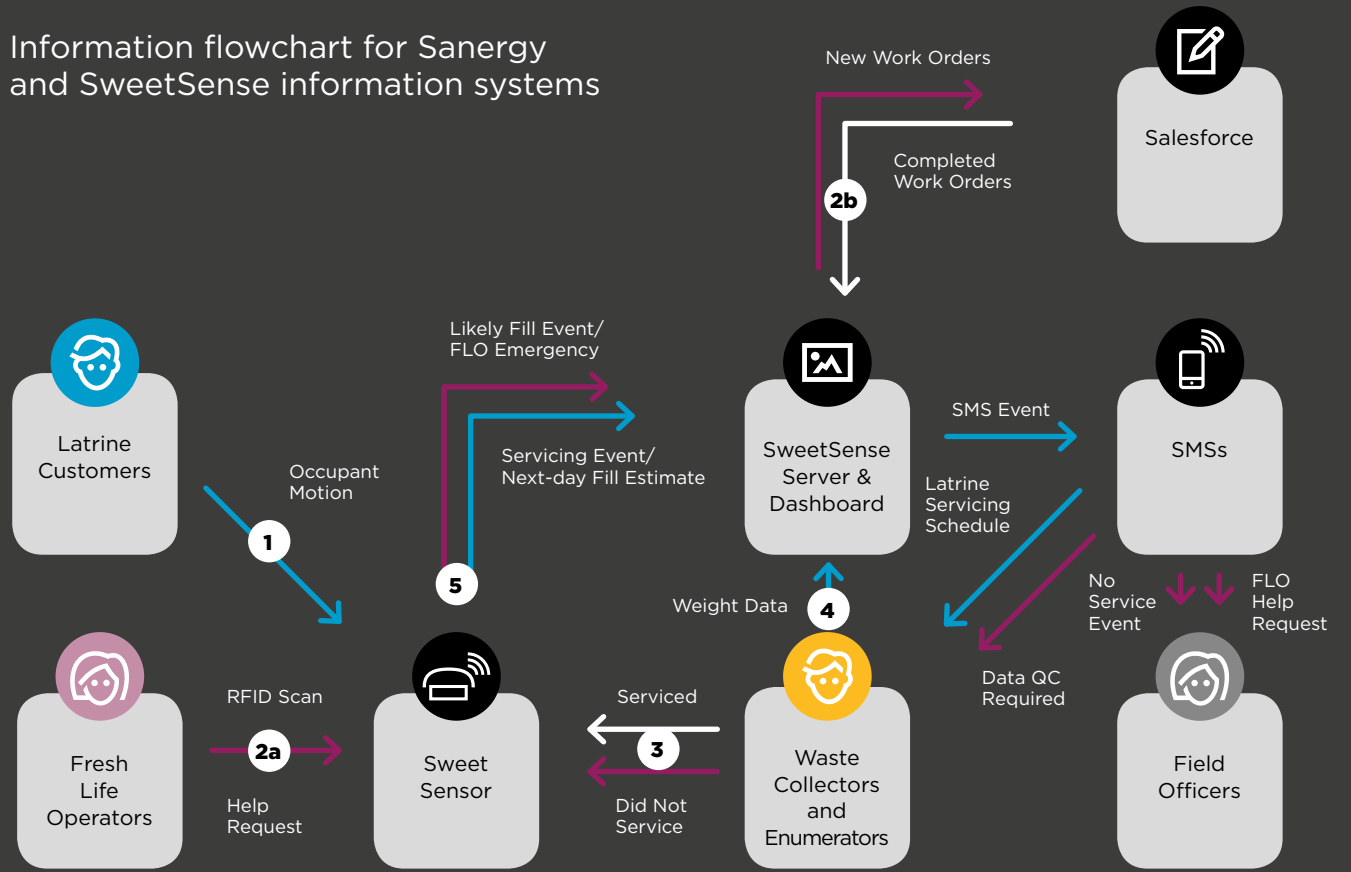 Information flowchart for Sanergy
and SweetSense information systems
New Work Orders
Completed
Work Orders
2b
Salesforce
Latrine
Customers
Occupant
Motion
1
Likely Fill Event/
FLO Emergency
Servicing Event/
Next-day Fill Estimate
5
SweetSense
Server &
Dashboard
SMS Event
Latrine
Servicing
Schedule
SMSs
Weight Data
4
No
Service
Event
FLO
Help
Request
Data QC
Required
Fresh
Life
Operators
RFID Scan
2a
Help
Request
Sweet
Sensor
Serviced
3
Did Not
Service
Waste
Collectors
and
Enumerators
Field
Officers